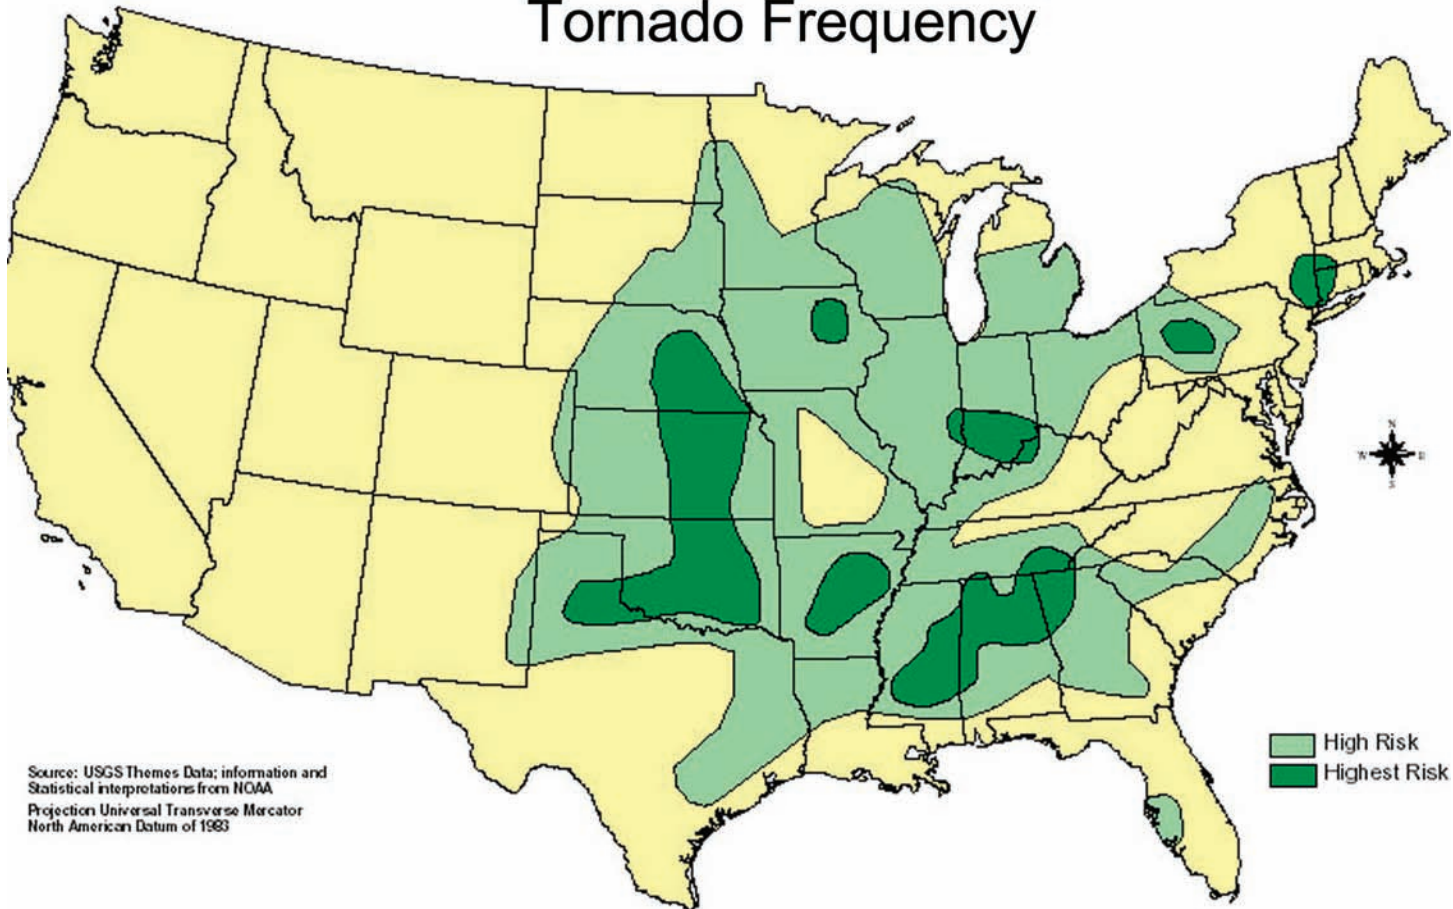 Tornado Frequency
N
W
S
High Risk
Highest Risk
Source: USGS Themes Data; information and
Statistical interpretations from NOAA
Projection Universal Transverse Mercator
North American Datum of 1983